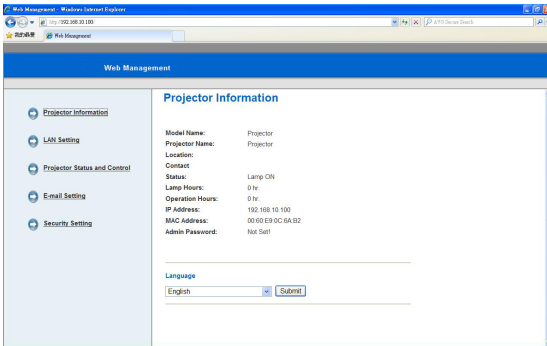 Web Management - Windows Internet Explorer
http://192.168.10.100/
AVG Secure Search
我的最愛 Web Management
Web Management
Projector Information
LAN Setting
Projector Status and Control
E-mail Setting
Security Setting
Projector Information
Model Name: Projector
Projector Name: Projector
Location:
Contact
Status: Lamp ON
Lamp Hours: 0 hr.
Operation Hours: 0 hr.
IP Address: 192.168.10.100
MAC Address: 00:60:E9:0C:6A:B2
Admin Password: Not Set!
Language
English Submit